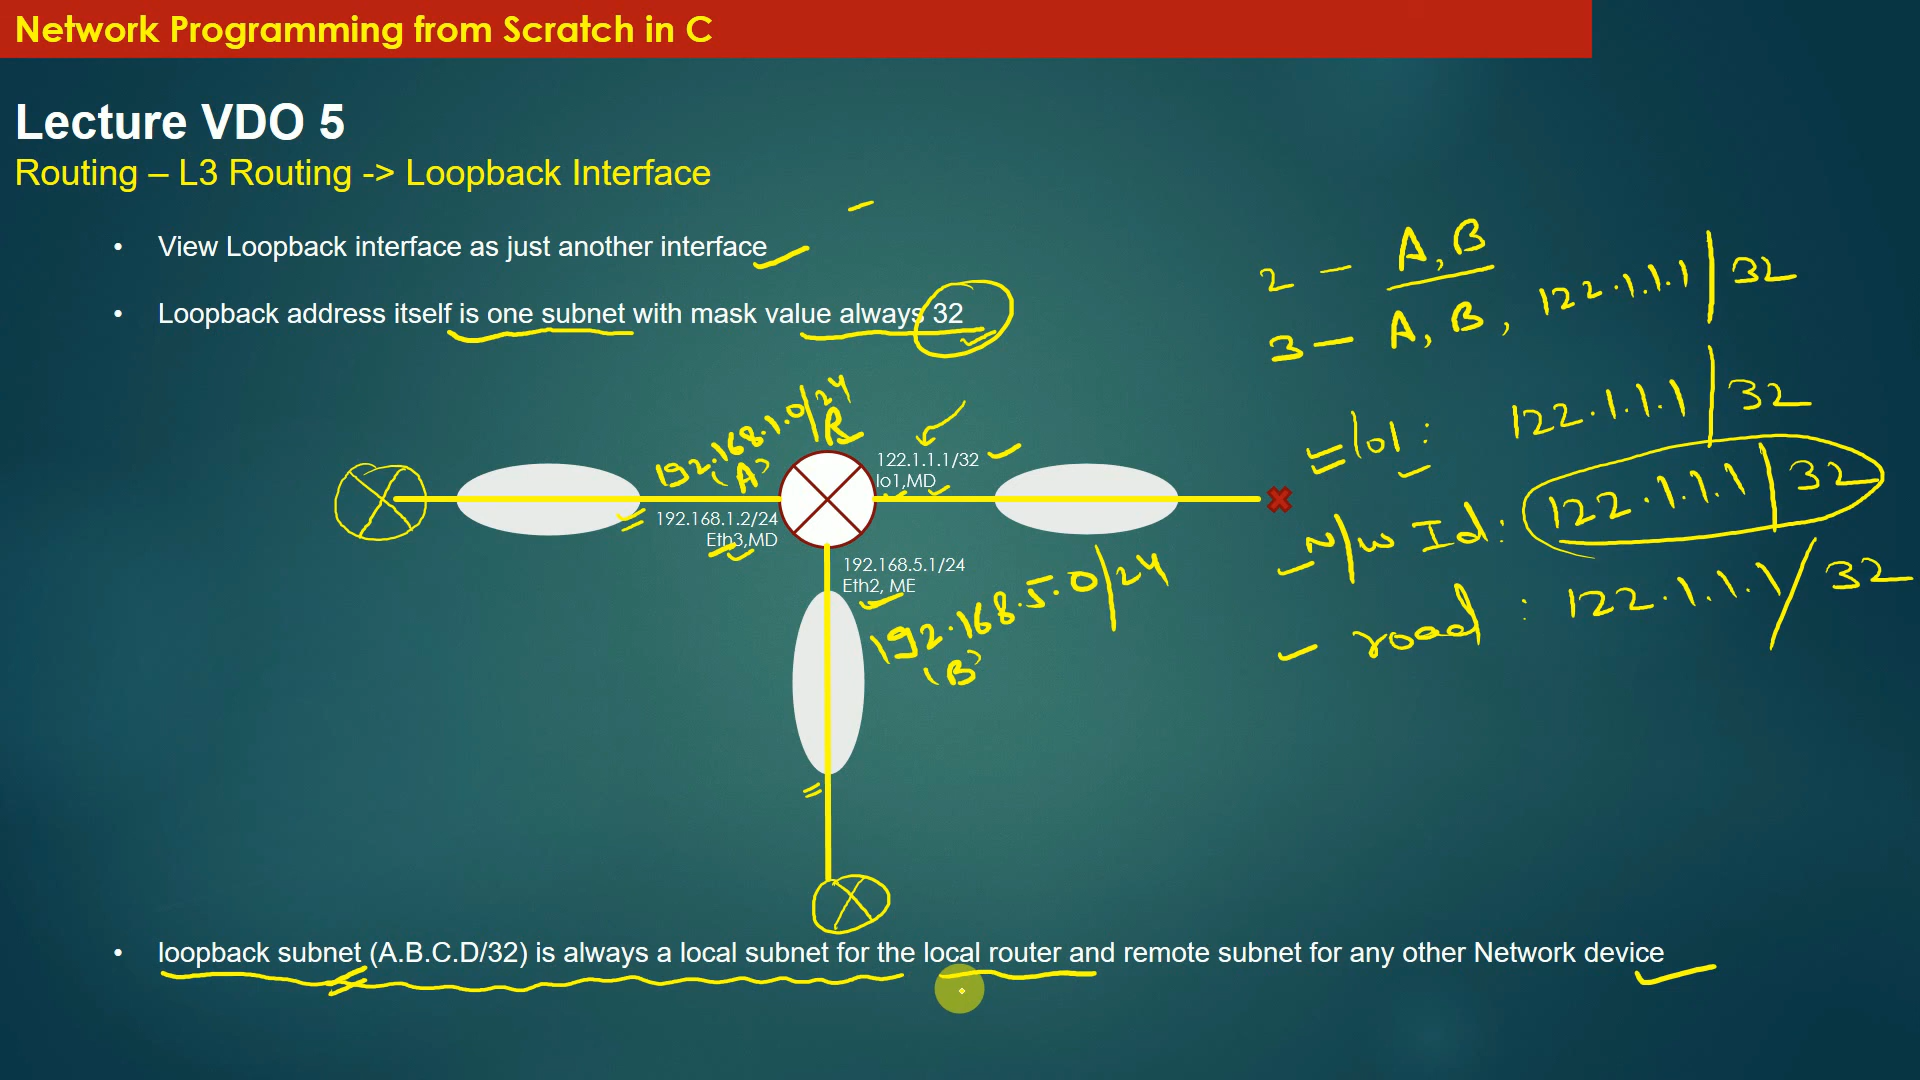 Network Programming from Scratch in C
Lecture VDO 5
Routing – L3 Routing -> Loopback Interface
• View Loopback interface as just another interface
• Loopback address itself is one subnet with mask value always 32
2 - A, B
3 - A, B, 122.1.1.1 | 32
lo1: 122.1.1.1 | 32
N/w Id: 122.1.1.1 | 32
road : 122.1.1.1 / 32
192.168.1.0/24
(A)
R
122.1.1.1/32
lo1,MD
192.168.1.2/24
Eth3,MD
192.168.5.1/24
Eth2, ME
192.168.5.0/24
(B)
• loopback subnet (A.B.C.D/32) is always a local subnet for the local router and remote subnet for any other Network device